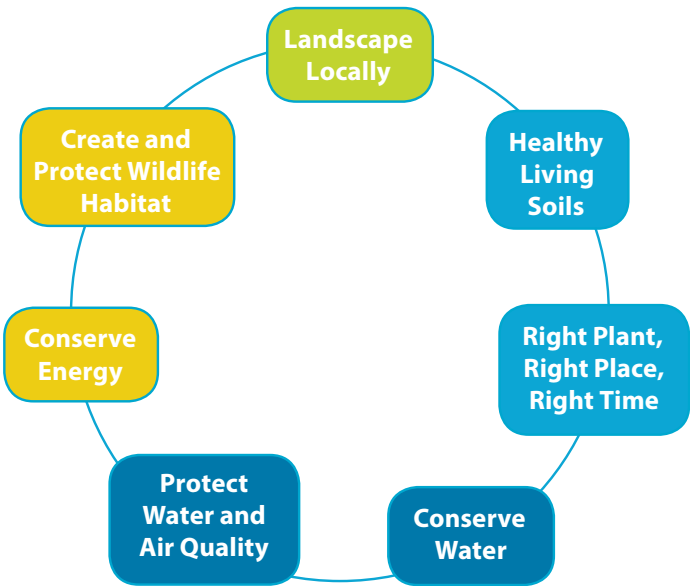 Landscape
Locally
Healthy
Living
Soils
Right Plant,
Right Place,
Right Time
Conserve
Water
Protect
Water and
Air Quality
Conserve
Energy
Create and
Protect Wildlife
Habitat